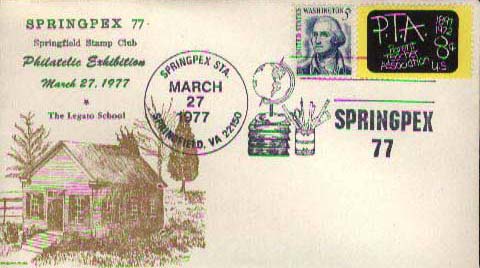 SPRINGPEX 77
Springfield Stamp Club
Philatelic Exhibition
March 27, 1977
The Legato School
SPRINGPEX STA.
MARCH
27
1977
SPRINGFIELD, VA 22150
UNITED STATES
WASHINGTON 5¢
P.T.A.
1897
1972
8¢
Parent
Teacher
Association
U.S
SPRINGPEX
77